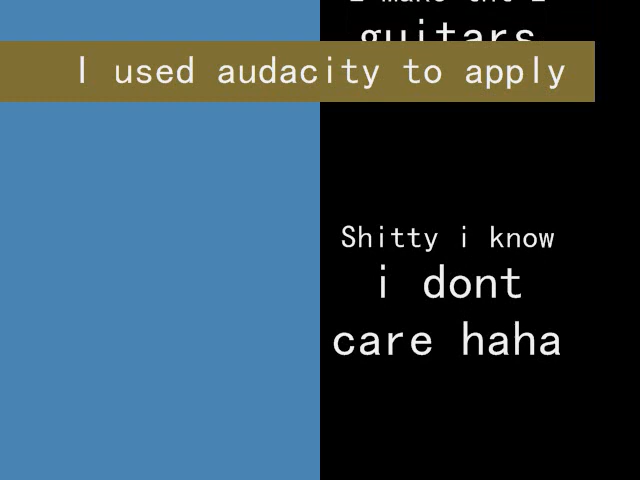 guitars
I used audacity to apply
Shitty i know
i dont
care haha